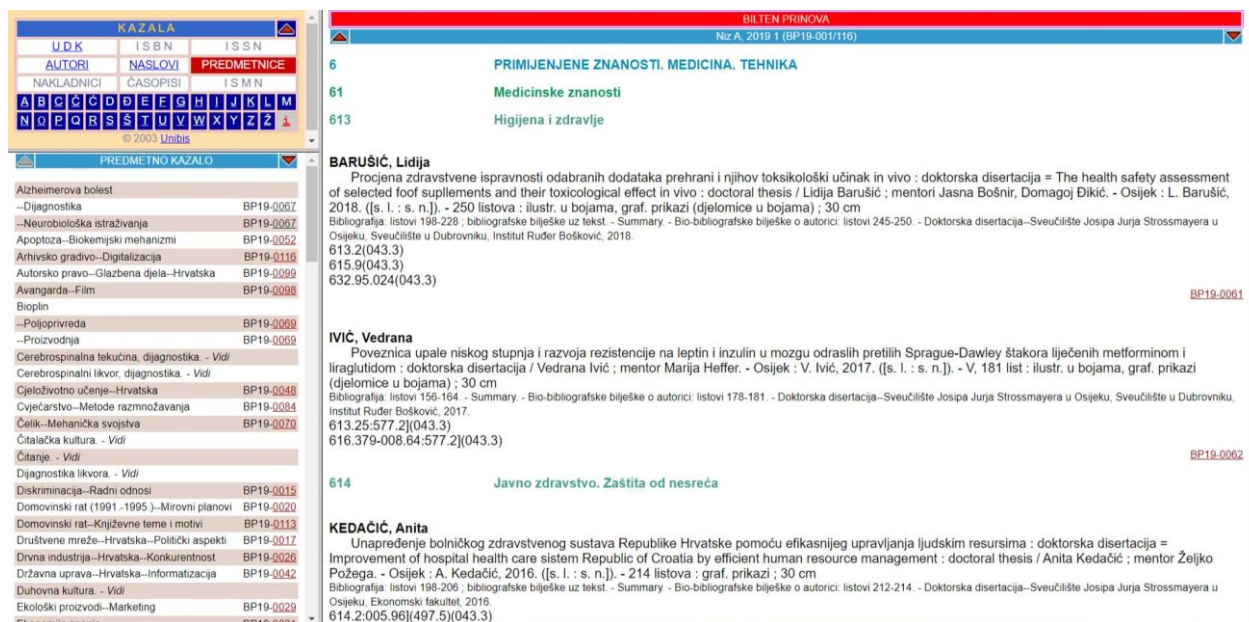 KAZALA
UDK ISBN ISSN
AUTORI NASLOVI PREDMETNICE
NAKLADNICI ČASOPISI ISMN
A B C Č Ć D Đ E F G H I J K L M
N O P Q R S Š T U V W X Y Z Ž i
© 2003 Unibis
PREDMETNO KAZALO
Alzheimerova bolest
--Dijagnostika BP19-0067
--Neurobiološka istraživanja BP19-0067
Apoptoza--Biokemijski mehanizmi BP19-0052
Arhivsko gradivo--Digitalizacija BP19-0116
Autorsko pravo--Glazbena djela--Hrvatska BP19-0099
Avangarda--Film BP19-0098
Bioplin
--Poljoprivreda BP19-0069
--Proizvodnja BP19-0069
Cerebrospinalna tekućina, dijagnostika. - Vidi
Cerebrospinalni likvor, dijagnostika. - Vidi
Cjeloživotno učenje--Hrvatska BP19-0048
Cvjećarstvo--Metode razmnožavanja BP19-0084
Čelik--Mehanička svojstva BP19-0070
Čitalačka kultura. - Vidi
Čitanje. - Vidi
Dijagnostika likvora. - Vidi
Diskriminacija--Radni odnosi BP19-0015
Domovinski rat (1991.-1995.)--Mirovni planovi BP19-0020
Domovinski rat--Književne teme i motivi BP19-0113
Društvene mreže--Hrvatska--Politički aspekti BP19-0017
Drvna industrija--Hrvatska--Konkurentnost BP19-0026
Državna uprava--Hrvatska--Informatizacija BP19-0042
Duhovna kultura. - Vidi
Ekološki proizvodi--Marketing BP19-0029
BILTEN PRINOVA
Niz A, 2019 1 (BP19-001/116)
6 PRIMIJENJENE ZNANOSTI. MEDICINA. TEHNIKA
61 Medicinske znanosti
613 Higijena i zdravlje
BARUŠIĆ, Lidija
Procjena zdravstvene ispravnosti odabranih dodataka prehrani i njihov toksikološki učinak in vivo : doktorska disertacija = The health safety assessment
of selected foof supllements and their toxicological effect in vivo : doctoral thesis / Lidija Barušić ; mentori Jasna Bošnir, Domagoj Đikić. - Osijek : L. Barušić,
2018. ([s. l. : s. n.]). - 250 listova : ilustr. u bojama, graf. prikazi (djelomice u bojama) ; 30 cm
Bibliografija: listovi 198-228 ; bibliografske bilješke uz tekst. - Summary. - Bio-bibliografske bilješke o autorici: listovi 245-250. - Doktorska disertacija--Sveučilište Josipa Jurja Strossmayera u
Osijeku, Sveučilište u Dubrovniku, Institut Ruđer Bošković, 2018.
613.2(043.3)
615.9(043.3)
632.95.024(043.3)
BP19-0061
IVIĆ, Vedrana
Poveznica upale niskog stupnja i razvoja rezistencije na leptin i inzulin u mozgu odraslih pretilih Sprague-Dawley štakora liječenih metforminom i
liraglutidom : doktorska disertacija / Vedrana Ivić ; mentor Marija Heffer. - Osijek : V. Ivić, 2017. ([s. l. : s. n.]). - V, 181 list : ilustr. u bojama, graf. prikazi
(djelomice u bojama) ; 30 cm
Bibliografija: listovi 156-164. - Summary. - Bio-bibliografske bilješke o autorici: listovi 178-181. - Doktorska disertacija--Sveučilište Josipa Jurja Strossmayera u Osijeku, Sveučilište u Dubrovniku,
Institut Ruđer Bošković, 2017.
613.25:577.2](043.3)
616.379-008.64:577.2](043.3)
BP19-0062
614 Javno zdravstvo. Zaštita od nesreća
KEDAČIĆ, Anita
Unapređenje bolničkog zdravstvenog sustava Republike Hrvatske pomoću efikasnijeg upravljanja ljudskim resursima : doktorska disertacija =
Improvement of hospital health care sistem Republic of Croatia by efficient human resource management : doctoral thesis / Anita Kedačić ; mentor Željko
Požega. - Osijek : A. Kedačić, 2016. ([s. l. : s. n.]). - 214 listova : graf. prikazi ; 30 cm
Bibliografija: listovi 198-206 ; bibliografske bilješke uz tekst. - Summary. - Bio-bibliografske bilješke o autorici: listovi 212-214. - Doktorska disertacija--Sveučilište Josipa Jurja Strossmayera u
Osijeku, Ekonomski fakultet, 2016.
614.2:005.96](497.5)(043.3)